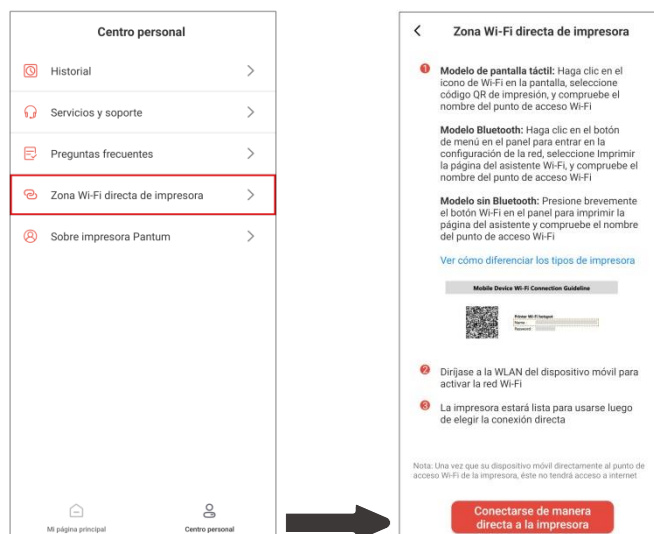 Centro personal
Historial
Servicios y soporte
Preguntas frecuentes
Zona Wi-Fi directa de impresora
Sobre impresora Pantum
Mi página principal
Centro personal
Zona Wi-Fi directa de impresora
1 Modelo de pantalla táctil: Haga clic en el
icono de Wi-Fi en la pantalla, seleccione
código QR de impresión, y compruebe el
nombre del punto de acceso Wi-Fi
Modelo Bluetooth: Haga clic en el botón
de menú en el panel para entrar en la
configuración de la red, seleccione Imprimir
la página del asistente Wi-Fi, y compruebe el
nombre del punto de acceso Wi-Fi
Modelo sin Bluetooth: Presione brevemente
el botón Wi-Fi en el panel para imprimir la
página del asistente y compruebe el nombre
del punto de acceso Wi-Fi
Ver cómo diferenciar los tipos de impresora
Mobile Device Wi-Fi Connection Guideline
Printer Wi-Fi hotspot
Name
Password
2 Diríjase a la WLAN del dispositivo móvil para
activar la red Wi-Fi
3 La impresora estará lista para usarse luego
de elegir la conexión directa
Nota: Una vez que su dispositivo móvil directamente al punto de
acceso Wi-Fi de la impresora, éste no tendrá acceso a internet
Conectarse de manera
directa a la impresora